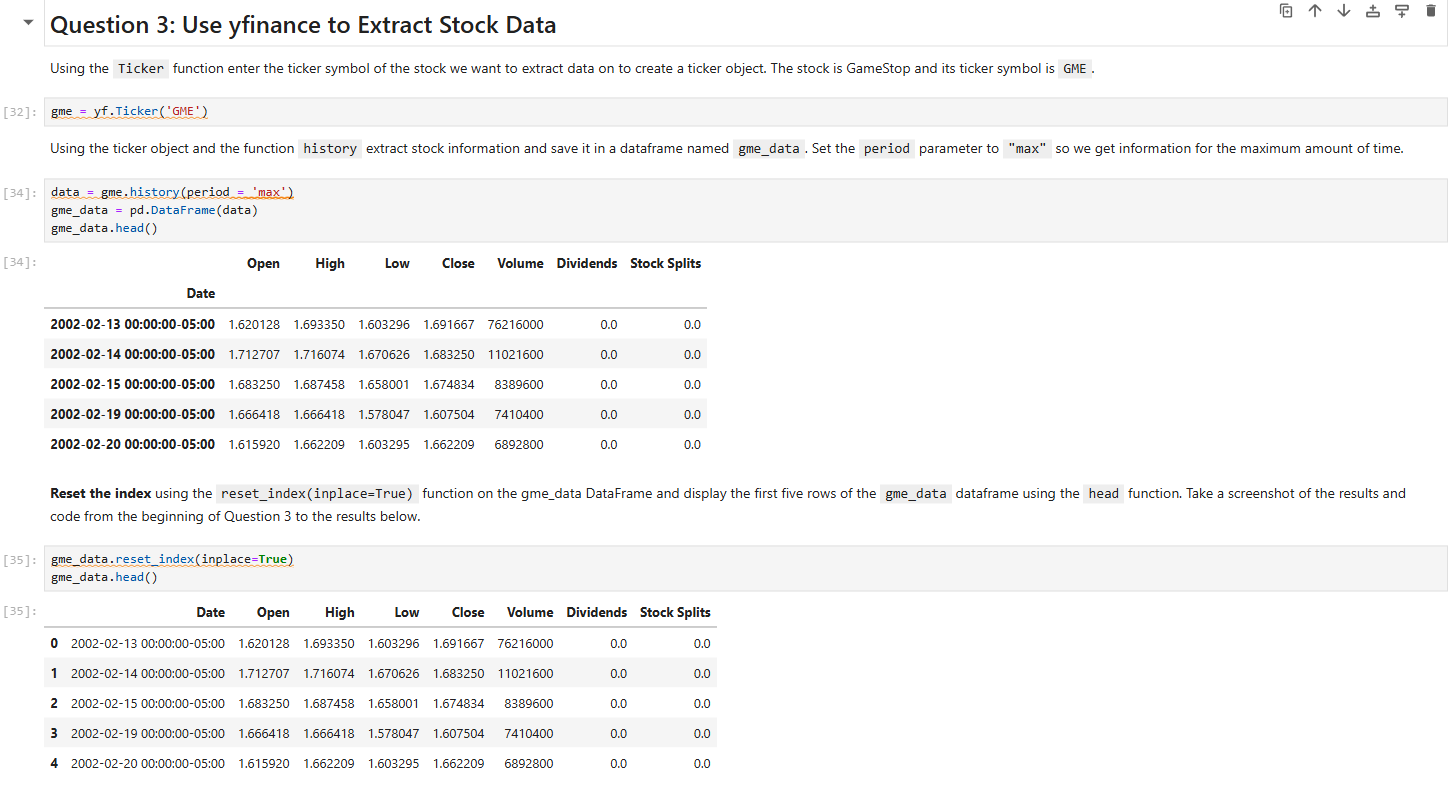 Question 3: Use yfinance to Extract Stock Data
Using the Ticker function enter the ticker symbol of the stock we want to extract data on to create a ticker object. The stock is GameStop and its ticker symbol is GME .
[32]: gme = yf.Ticker('GME')
Using the ticker object and the function history extract stock information and save it in a dataframe named gme_data . Set the period parameter to "max" so we get information for the maximum amount of time.
[34]: data = gme.history(period = 'max')
gme_data = pd.DataFrame(data)
gme_data.head()
[34]: Open High Low Close Volume Dividends Stock Splits
Date
2002-02-13 00:00:00-05:00 1.620128 1.693350 1.603296 1.691667 76216000 0.0 0.0
2002-02-14 00:00:00-05:00 1.712707 1.716074 1.670626 1.683250 11021600 0.0 0.0
2002-02-15 00:00:00-05:00 1.683250 1.687458 1.658001 1.674834 8389600 0.0 0.0
2002-02-19 00:00:00-05:00 1.666418 1.666418 1.578047 1.607504 7410400 0.0 0.0
2002-02-20 00:00:00-05:00 1.615920 1.662209 1.603295 1.662209 6892800 0.0 0.0
Reset the index using the reset_index(inplace=True) function on the gme_data DataFrame and display the first five rows of the gme_data dataframe using the head function. Take a screenshot of the results and
code from the beginning of Question 3 to the results below.
[35]: gme_data.reset_index(inplace=True)
gme_data.head()
[35]: Date Open High Low Close Volume Dividends Stock Splits
0 2002-02-13 00:00:00-05:00 1.620128 1.693350 1.603296 1.691667 76216000 0.0 0.0
1 2002-02-14 00:00:00-05:00 1.712707 1.716074 1.670626 1.683250 11021600 0.0 0.0
2 2002-02-15 00:00:00-05:00 1.683250 1.687458 1.658001 1.674834 8389600 0.0 0.0
3 2002-02-19 00:00:00-05:00 1.666418 1.666418 1.578047 1.607504 7410400 0.0 0.0
4 2002-02-20 00:00:00-05:00 1.615920 1.662209 1.603295 1.662209 6892800 0.0 0.0